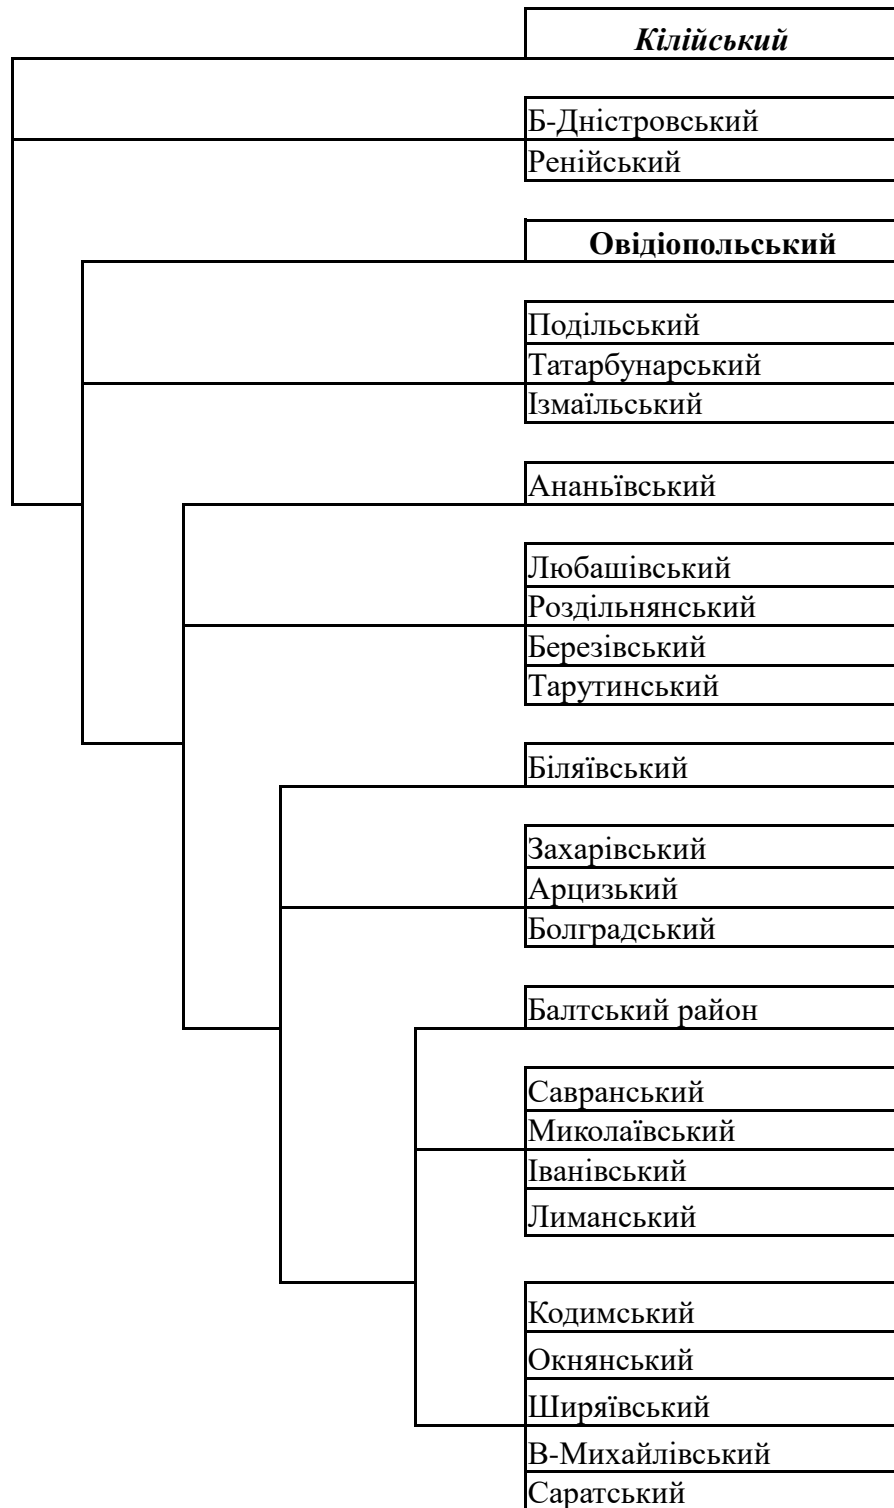 Кілійський
Б-Дністровський
Ренійський
Овідіопольський
Подільський
Татарбунарський
Ізмаїльський
Ананьївський
Любашівський
Роздільнянський
Березівський
Тарутинський
Біляївський
Захарівський
Арцизький
Болградський
Балтський район
Савранський
Миколаївський
Іванівський
Лиманський
Кодимський
Окнянський
Ширяївський
В-Михайлівський
Саратський